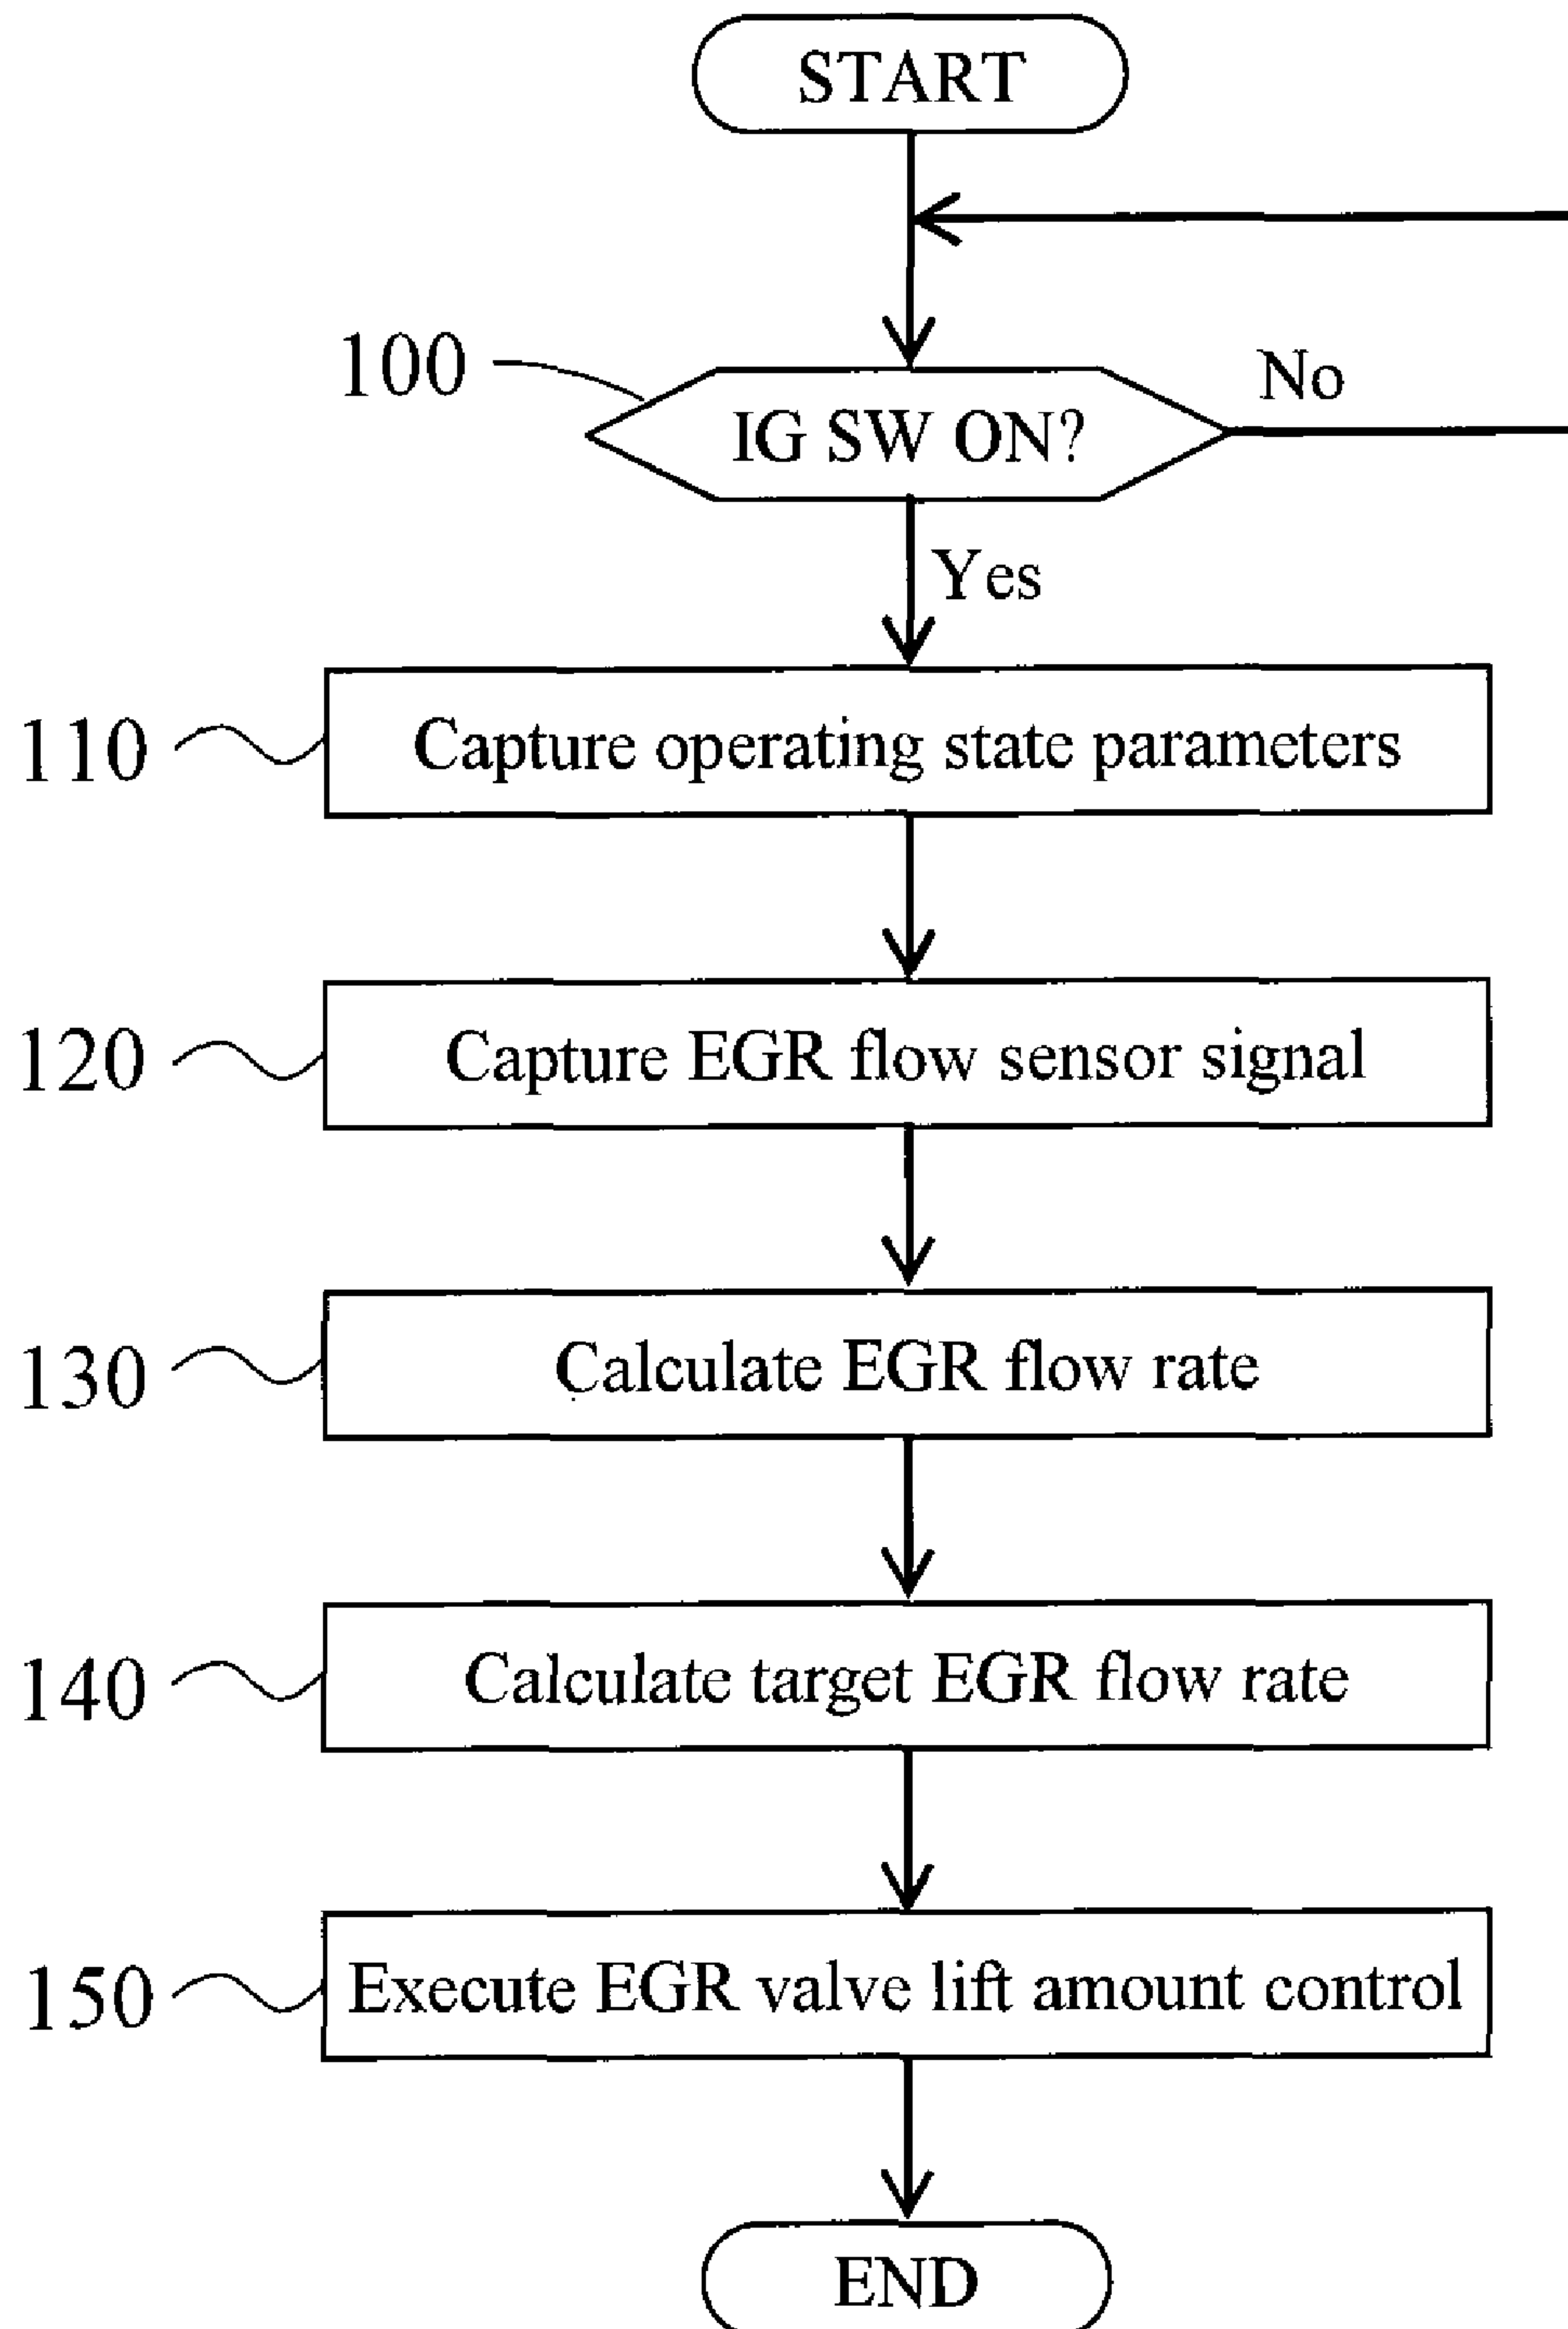 START
100
IG SW ON?
No
Yes
110
Capture operating state parameters
120
Capture EGR flow sensor signal
130
Calculate EGR flow rate
140
Calculate target EGR flow rate
150
Execute EGR valve lift amount control
END